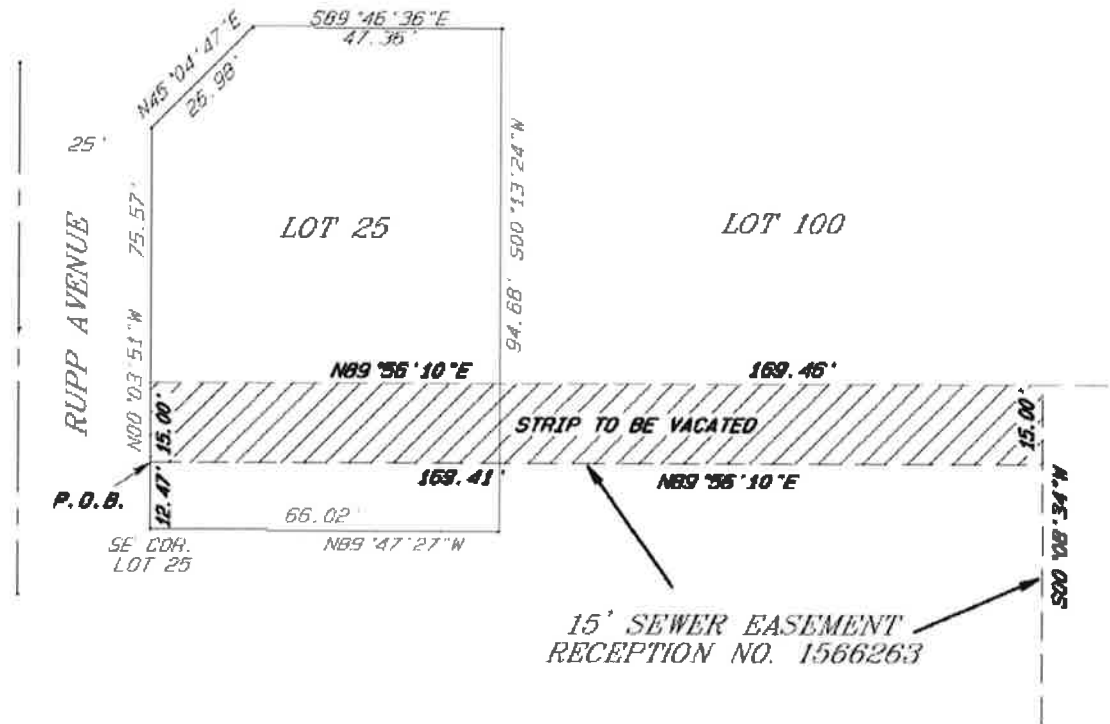 S89°46'36"E
47.36'
N45°04'47"E
26.98'
25'
RUPP AVENUE
N00°03'51"W 75.57'
LOT 25
94.68' S00°13'24"W
LOT 100
N89°56'10"E
169.46'
15.00'
STRIP TO BE VACATED
15.00'
P.O.B.
12.47'
169.41'
N89°56'10"E
66.02'
SE COR.
LOT 25
N89°47'27"W
S00°08'34"W
15' SEWER EASEMENT
RECEPTION NO. 1566263